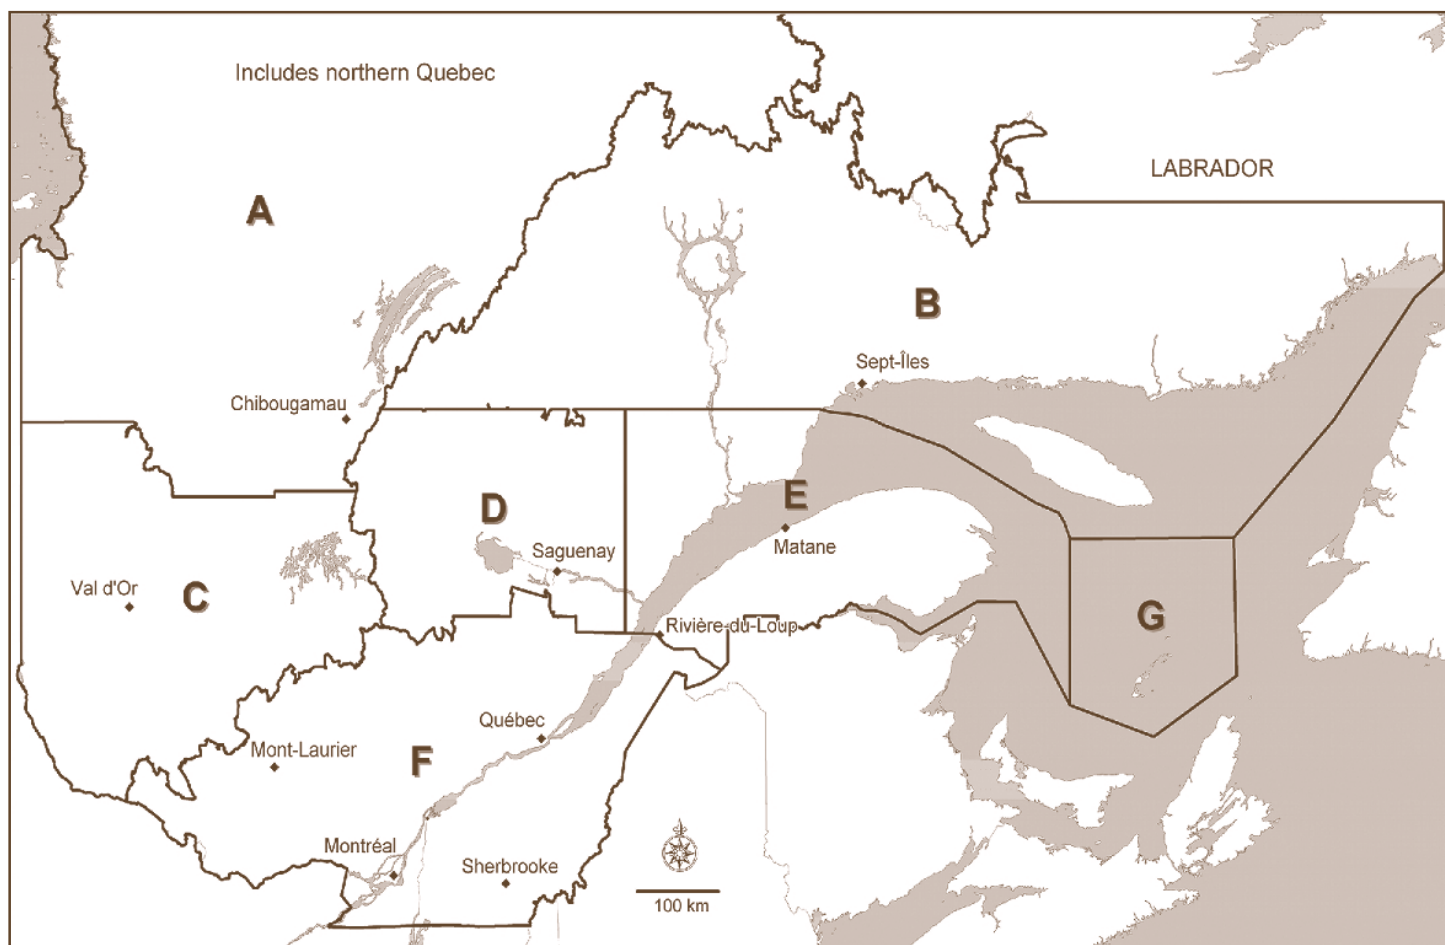 Includes northern Quebec
LABRADOR
A
B
Sept-Îles
Chibougamau
D
E
Matane
Saguenay
Val d'Or
C
G
Rivière-du-Loup
Québec
Mont-Laurier
F
Montréal
Sherbrooke
100 km